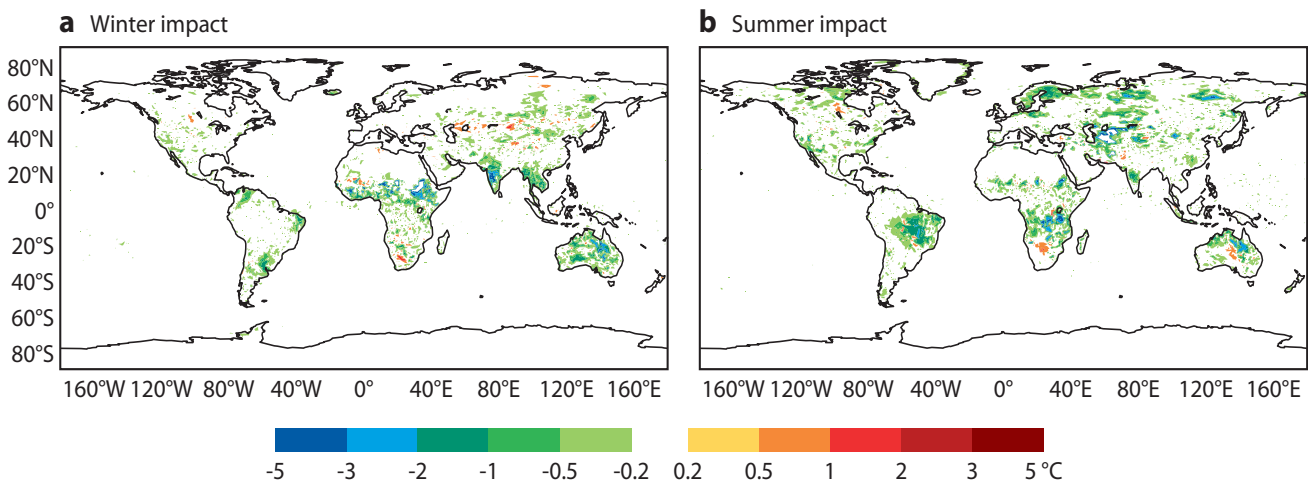 a Winter impact
b Summer impact
80°N
60°N
40°N
20°N
0°
20°S
40°S
60°S
80°S
160°W 120°W 80°W 40°W 0° 40°E 80°E 120°E 160°E
160°W 120°W 80°W 40°W 0° 40°E 80°E 120°E 160°E
-5 -3 -2 -1 -0.5 -0.2 0.2 0.5 1 2 3 5 °C